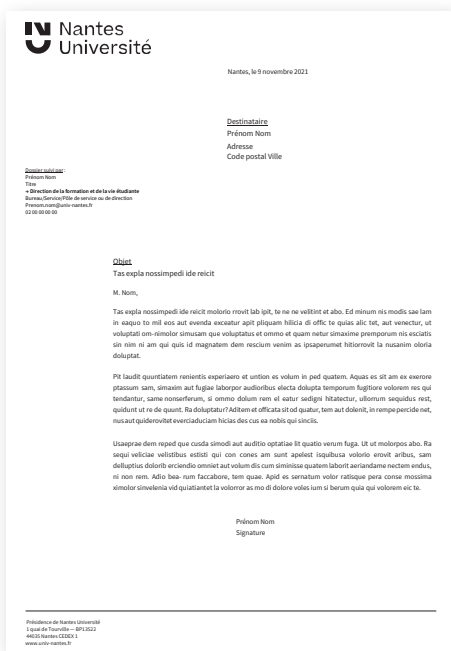 Nantes
Université
Nantes, le 9 novembre 2021
Destinataire
Prénom Nom
Adresse
Code postal Ville
Dossier suivi par :
Prénom Nom
Titre
→ Direction de la formation et de la vie étudiante
Bureau/Service/Pôle de service ou de direction
Prenom.nom@univ-nantes.fr
02 00 00 00 00
Objet
Tas expla nossimpedi ide reicit
M. Nom,
Tas expla nossimpedi ide reicit molorio rrovit lab ipit, te ne ne velitint et abo. Ed minum nis modis sae lam
in eaquo to mil eos aut evenda exceatur apit pliquam hilicia di offic te quias alic tet, aut venectur, ut
voluptati om-nimolor simusam que voluptatus et ommo et quam netur simaxime premporum nis esciatis
sin nim ni am qui quis id magnatem dem rescium venim as ipsaperumet hitiorrovit la nusanim oloria
doluptat.
Pit laudit quuntiatem renientis experiaero et untion es volum in ped quatem. Aquas es sit am ex exrore
ptassum sam, simaxim aut fugiae laborpor audioribus electa dolupta temporum fugitiore volorem res qui
tendantur, same nonserferum, si ommo dolum rem el eatur sedigni hitatectur, ullorrum sequidus rest,
quidunt ut re de quunt. Ra doluptatur? Aditem et officata sit od quatur, tem aut dolenit, in rempe percide net,
nus aut quiderovitet everciaduciam hicias des cus ea nobis qui sinciis.
Usaeprae dem reped que cusda simodi aut auditio optatiae lit quatio verum fuga. Ut ut molorpos abo. Ra
sequi veliciae velistibus estisti qui con cones am sunt apelest isquibusa volorio erovit aribus, sam
delluptius dolorib erciendio omniet aut volum dis cum siminisse quatem laborit aeriandame nectem endus,
ni non rem. Adio bea- rum faccabore, tem quae. Apid es sernatum volor ratisque pera conse mossima
ximolor sinvelenia vid quiatiantet la volorror as mo di dolore voles ium si berum quia qui volorem eic te.
Prénom Nom
Signature
Présidence de Nantes Université
1 quai de Tourville — BP13522
44035 Nantes CEDEX 1
www.univ-nantes.fr